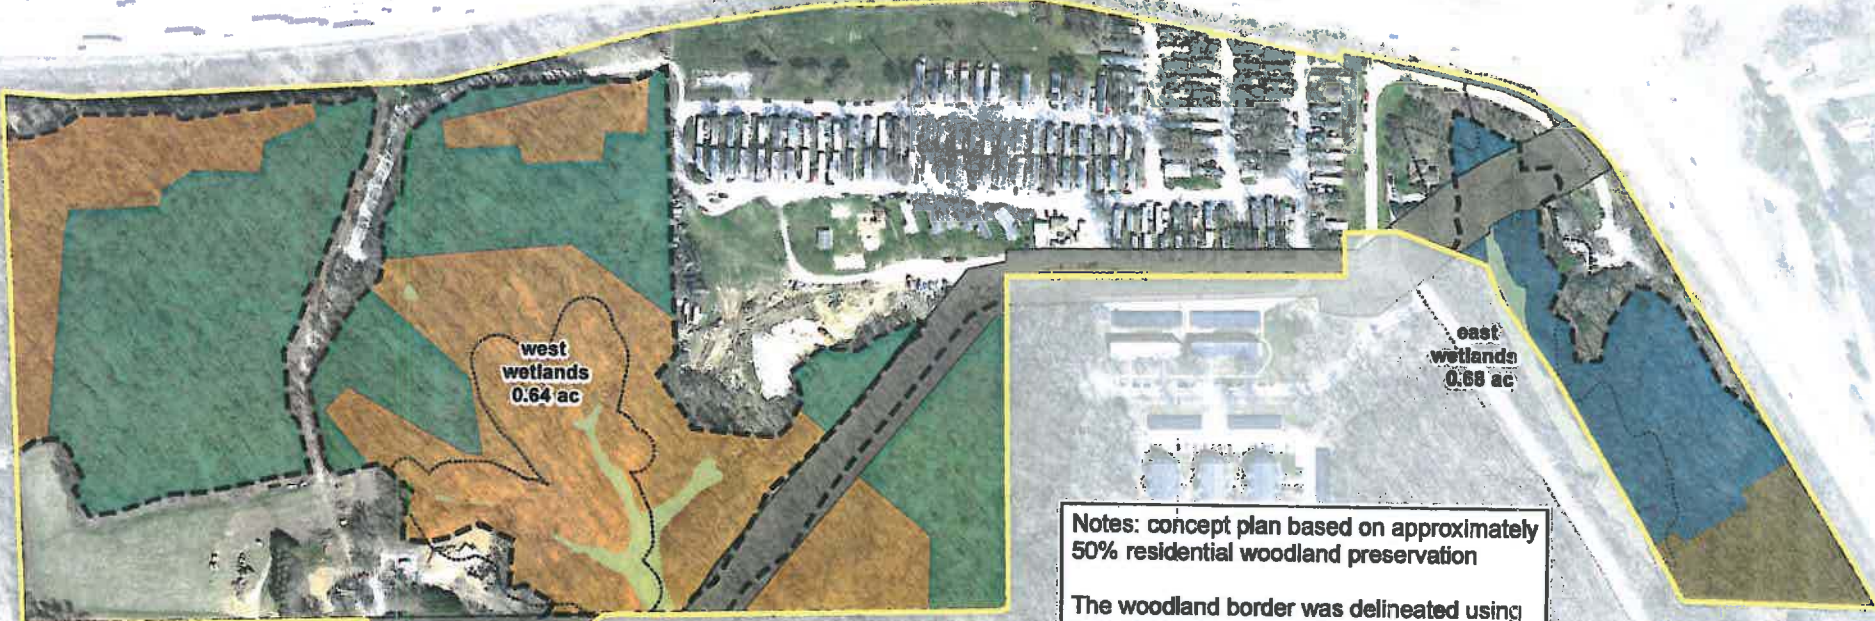 west
wetlands
0.64 ac
east
wetlands
0.68 ac
Notes: concept plan based on approximately
50% residential woodland preservation
The woodland border was delineated using